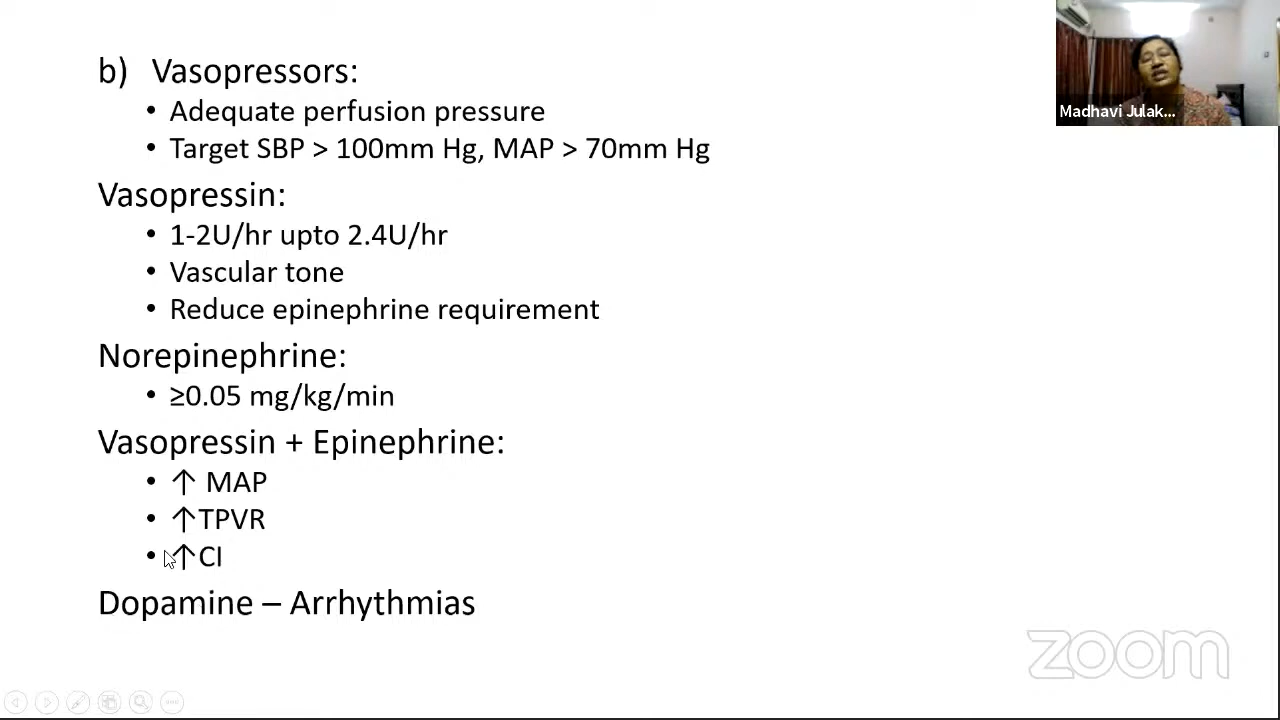 b) Vasopressors:
• Adequate perfusion pressure
• Target SBP > 100mm Hg, MAP > 70mm Hg
Vasopressin:
• 1-2U/hr upto 2.4U/hr
• Vascular tone
• Reduce epinephrine requirement
Norepinephrine:
• ≥0.05 mg/kg/min
Vasopressin + Epinephrine:
• ↑ MAP
• ↑TPVR
• ↑CI
Dopamine – Arrhythmias
Madhavi Julak...
zoom